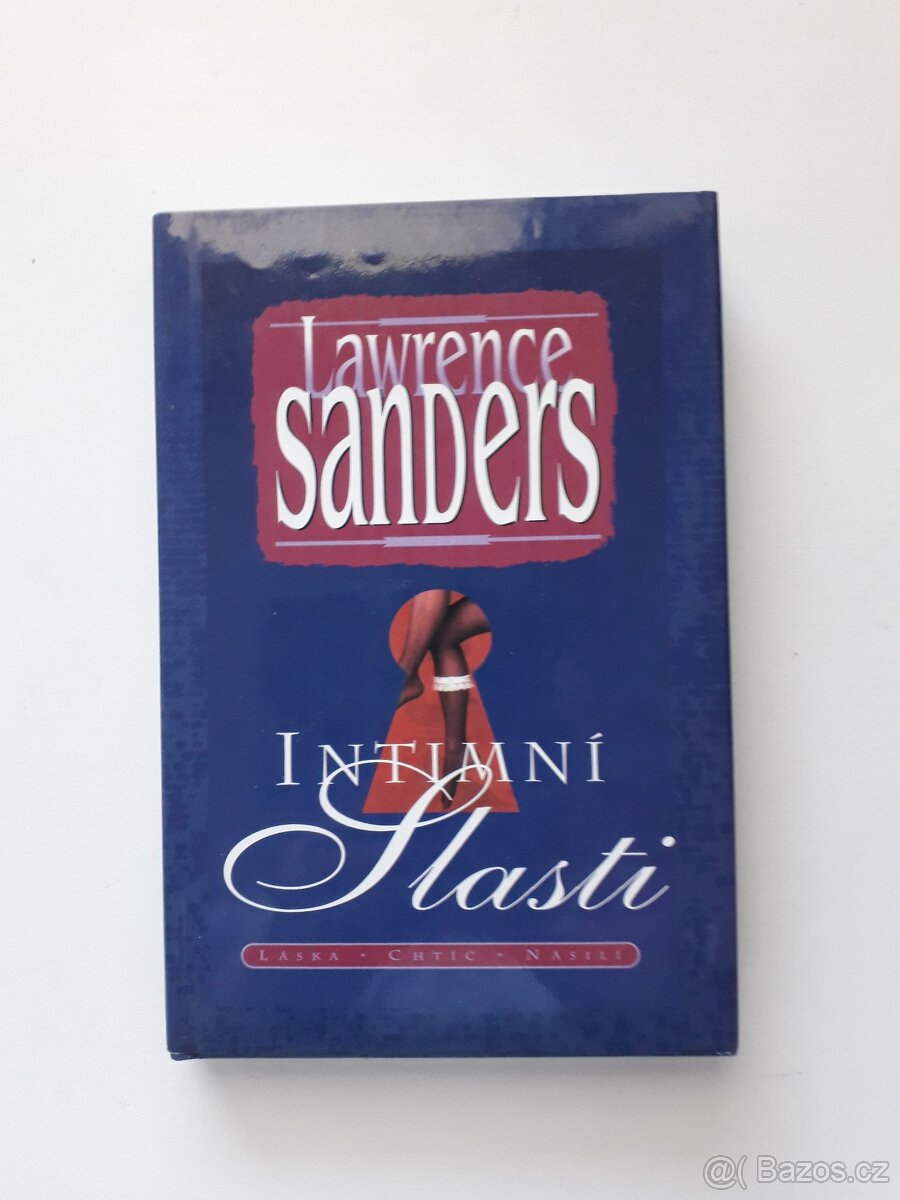 Lawrence
Sanders
Intimní
Slasti
Láska · Chtíč · Násilí
@( Bazos.cz